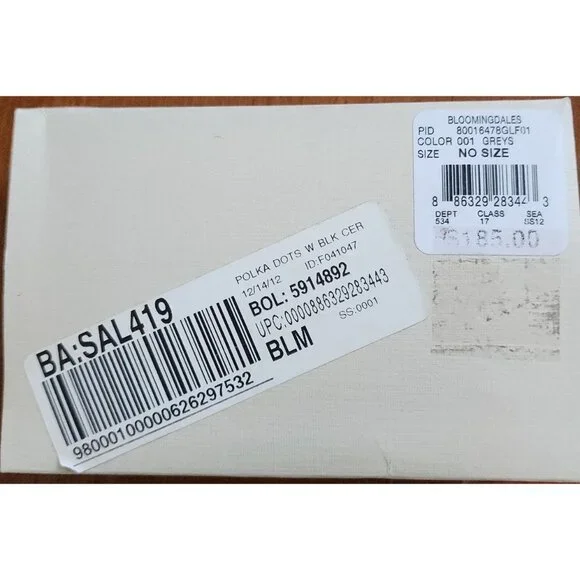 BLOOMINGDALES
PID 80016478GLF01
COLOR 001 GREYS
SIZE NO SIZE
8 86329 28344 3
DEPT CLASS SEA
534 17 SS12
$185.00
POLKA DOTS W BLK CER
12/14/12 ID:F041047
BOL: 5914892
UPC:0000886329283443
SS:0001
BLM
BA:SAL419
98000100000626297532